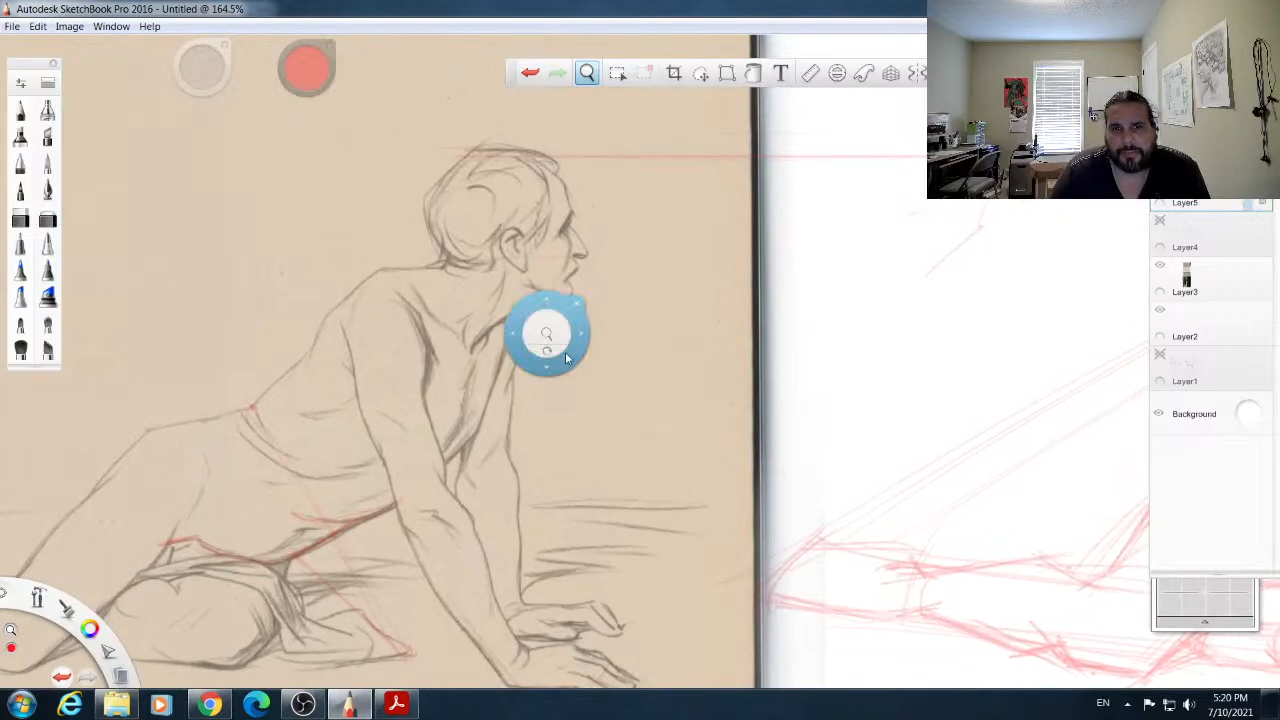 Autodesk SketchBook Pro 2016 - Untitled @ 164.5%
File Edit Image Window Help
T
Layer5
Layer4
Layer3
Layer2
Layer1
Background
EN
5:20 PM
7/10/2021